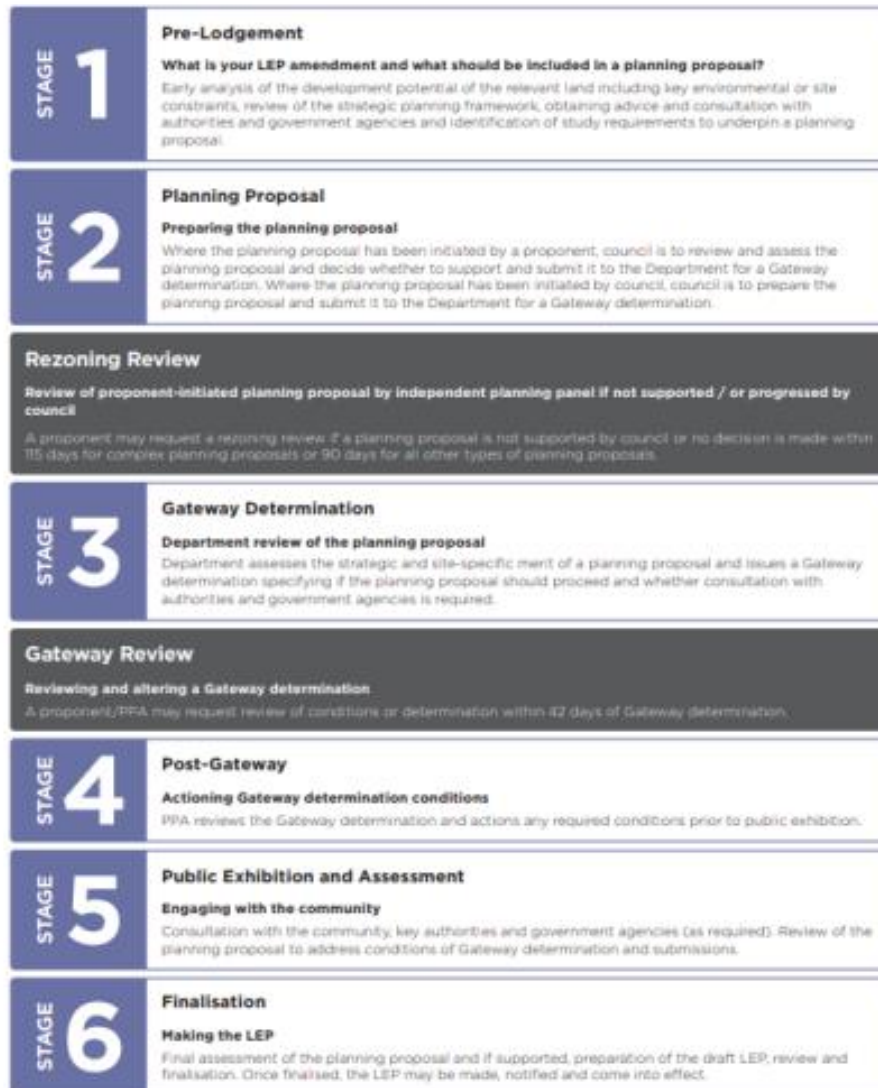 STAGE 1
Pre-Lodgement
What is your LEP amendment and what should be included in a planning proposal?
Early analysis of the development potential of the relevant land including key environmental or site
constraints, review of the strategic planning framework, obtaining advice and consultation with
authorities and government agencies and identification of study requirements to underpin a planning
proposal.
STAGE 2
Planning Proposal
Preparing the planning proposal
Where the planning proposal has been initiated by a proponent, council is to review and assess the
planning proposal and decide whether to support and submit it to the Department for a Gateway
determination. Where the planning proposal has been initiated by council, council is to prepare the
planning proposal and submit it to the Department for a Gateway determination.
Rezoning Review
Review of proponent-initiated planning proposal by independent planning panel if not supported / or progressed by
council
A proponent may request a rezoning review if a planning proposal is not supported by council or no decision is made within
115 days for complex planning proposals or 90 days for all other types of planning proposals.
STAGE 3
Gateway Determination
Department review of the planning proposal
Department assesses the strategic and site-specific merit of a planning proposal and issues a Gateway
determination specifying if the planning proposal should proceed and whether consultation with
authorities and government agencies is required.
Gateway Review
Reviewing and altering a Gateway determination
A proponent/PPA may request review of conditions or determination within 42 days of Gateway determination.
STAGE 4
Post-Gateway
Actioning Gateway determination conditions
PPA reviews the Gateway determination and actions any required conditions prior to public exhibition.
STAGE 5
Public Exhibition and Assessment
Engaging with the community
Consultation with the community, key authorities and government agencies (as required). Review of the
planning proposal to address conditions of Gateway determination and submissions.
STAGE 6
Finalisation
Making the LEP
Final assessment of the planning proposal and if supported, preparation of the draft LEP, review and
finalisation. Once finalised, the LEP may be made, notified and come into effect.